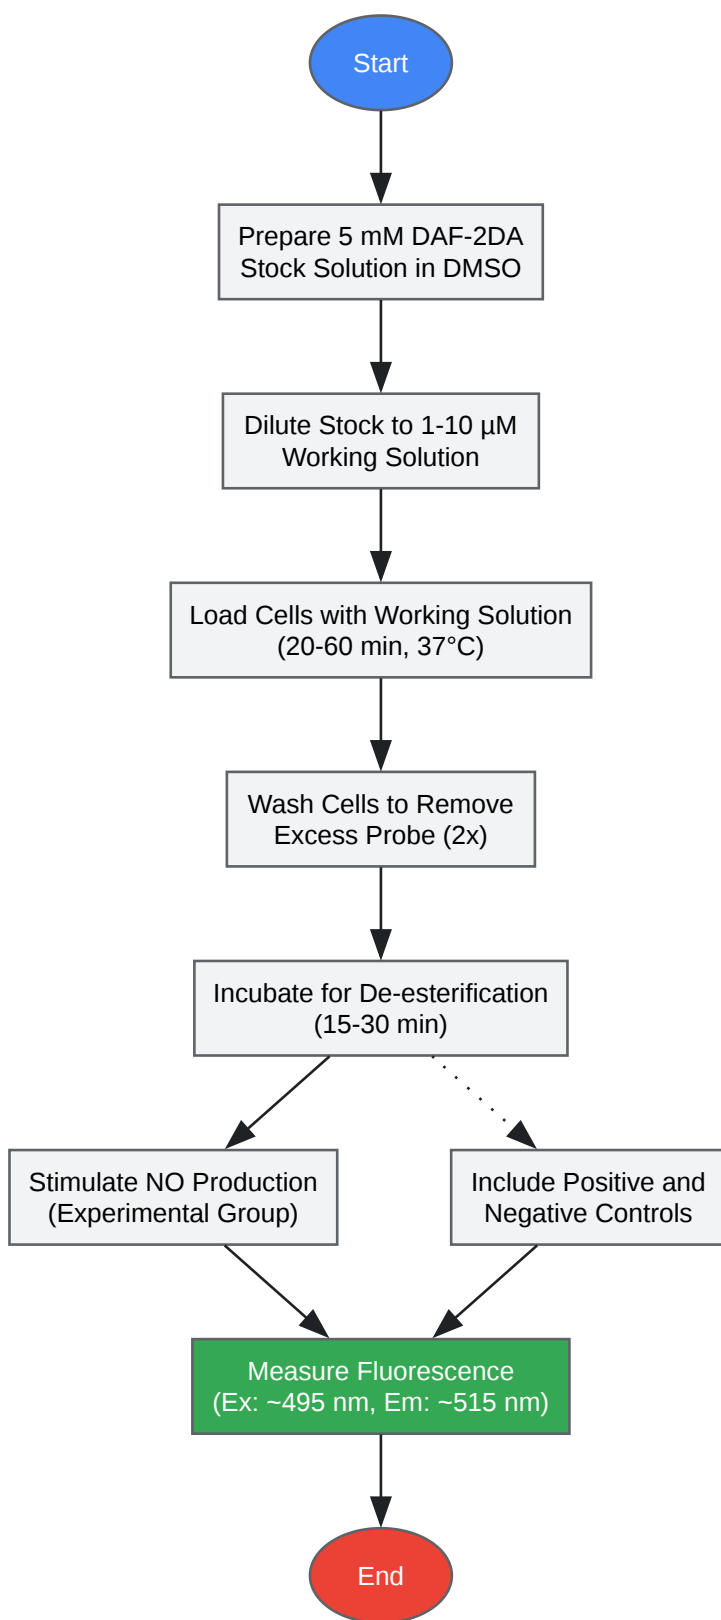 Start
Prepare 5 mM DAF-2DA
Stock Solution in DMSO
Dilute Stock to 1-10 µM
Working Solution
Load Cells with Working Solution
(20-60 min, 37°C)
Wash Cells to Remove
Excess Probe (2x)
Incubate for De-esterification
(15-30 min)
Stimulate NO Production
(Experimental Group)
Include Positive and
Negative Controls
Measure Fluorescence
(Ex: ~495 nm, Em: ~515 nm)
End